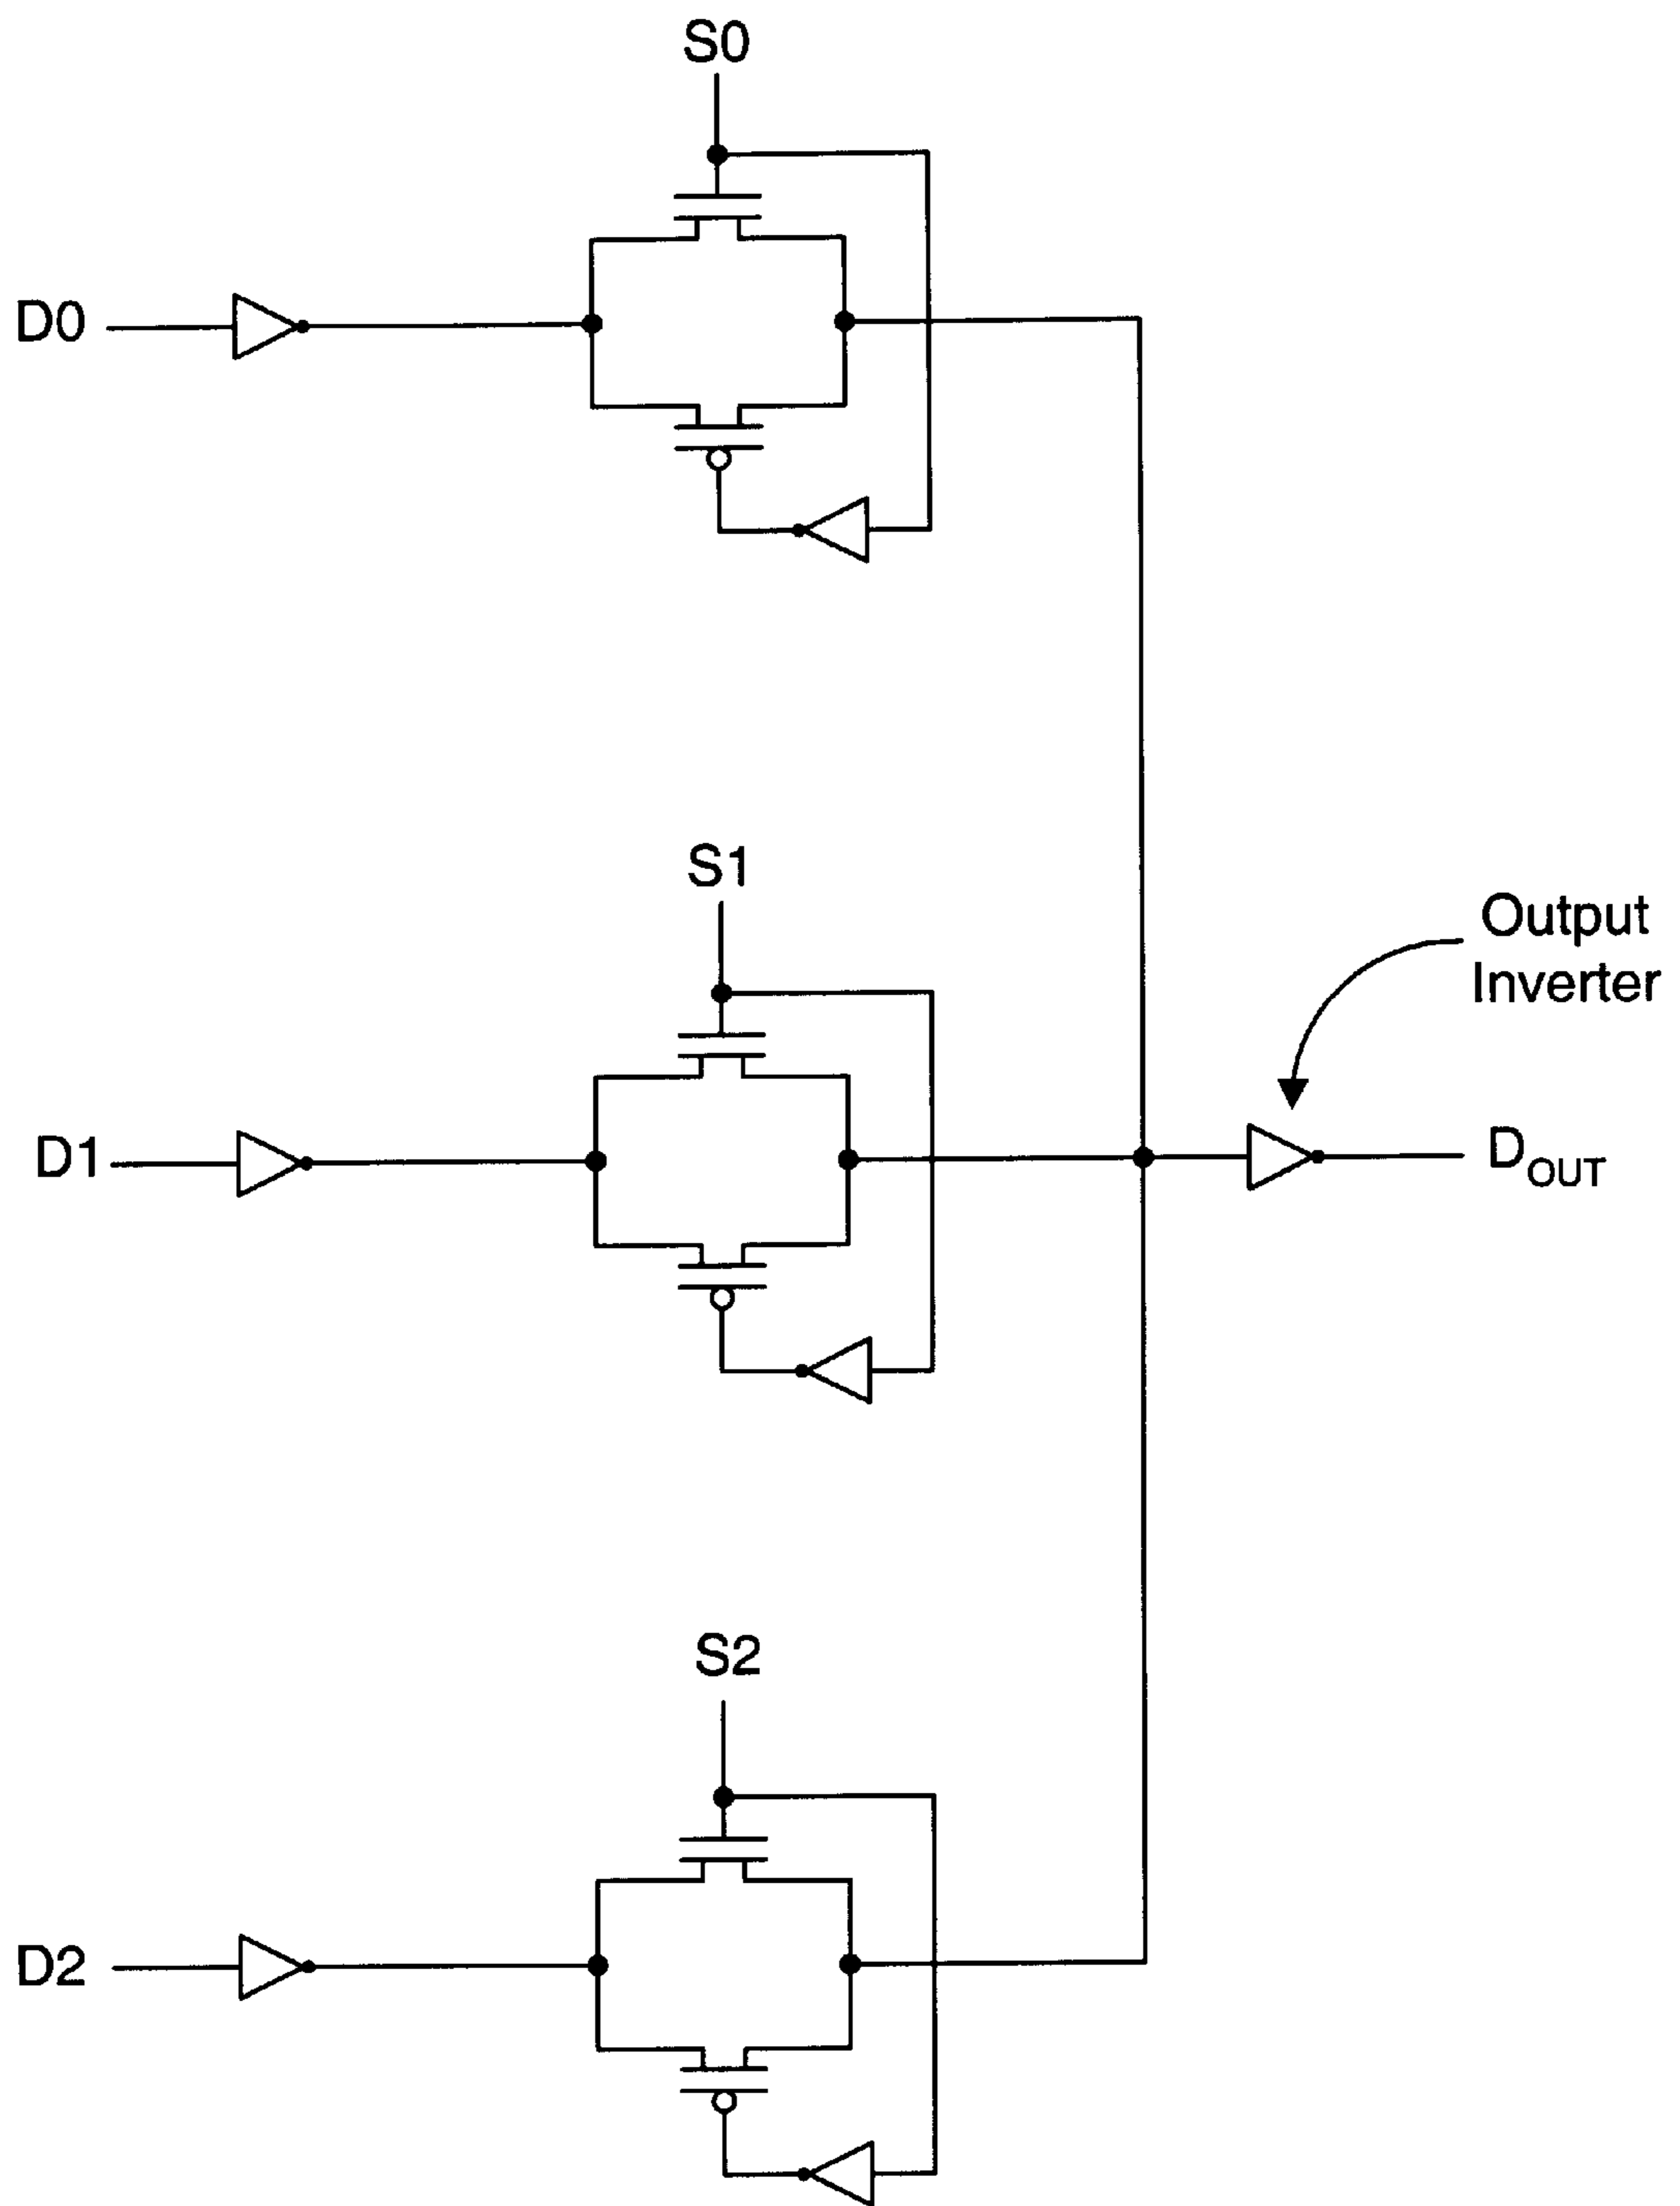 S0
D0
S1
Output
Inverter
D1
DOUT
S2
D2